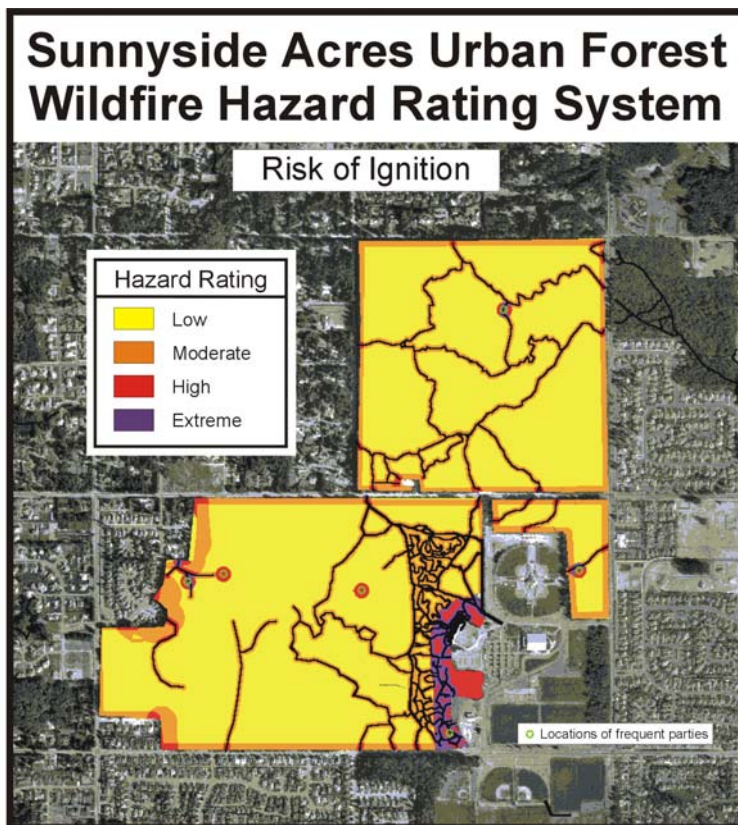 Sunnyside Acres Urban Forest
Wildfire Hazard Rating System
Risk of Ignition
Hazard Rating
Low
Moderate
High
Extreme
Locations of frequent parties